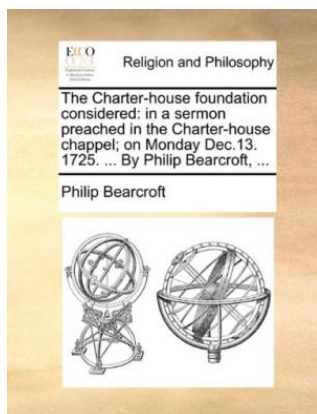 ECCO
Religion and Philosophy
The Charter-house foundation
considered: in a sermon
preached in the Charter-house
chappel; on Monday Dec.13.
1725. ... By Philip Bearcroft, ...
Philip Bearcroft